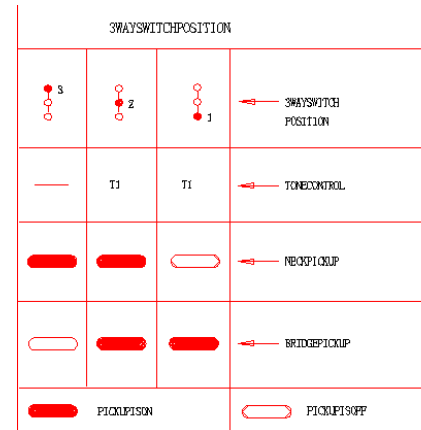 3WAYSWITCHPOSITION
3 2 1 3WAYSWITCH
POSITION
T1 T1 TONECONTROL
NECKPICKUP
BRIDGEPICKUP
PICKUPISON PICKUPISOFF